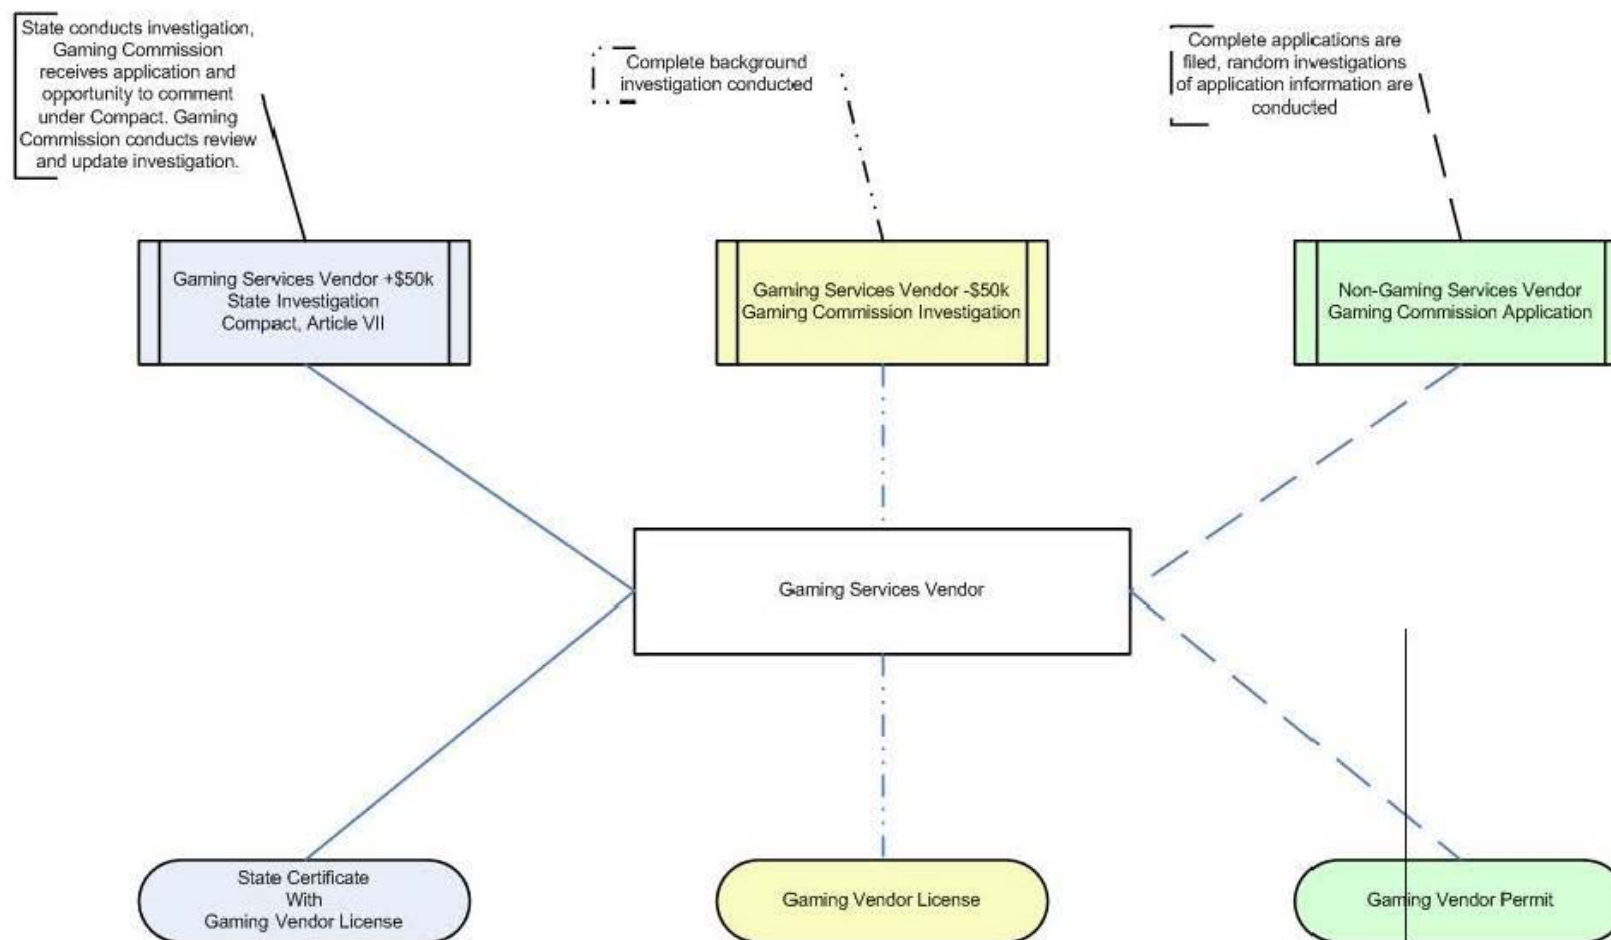 State conducts investigation,
Gaming Commission
receives application and
opportunity to comment
under Compact. Gaming
Commission conducts review
and update investigation.
Complete background
investigation conducted
Complete applications are
filed, random investigations
of application information are
conducted
Gaming Services Vendor +$50k
State Investigation
Compact, Article VII
Gaming Services Vendor -$50k
Gaming Commission Investigation
Non-Gaming Services Vendor
Gaming Commission Application
Gaming Services Vendor
State Certificate
With
Gaming Vendor License
Gaming Vendor License
Gaming Vendor Permit